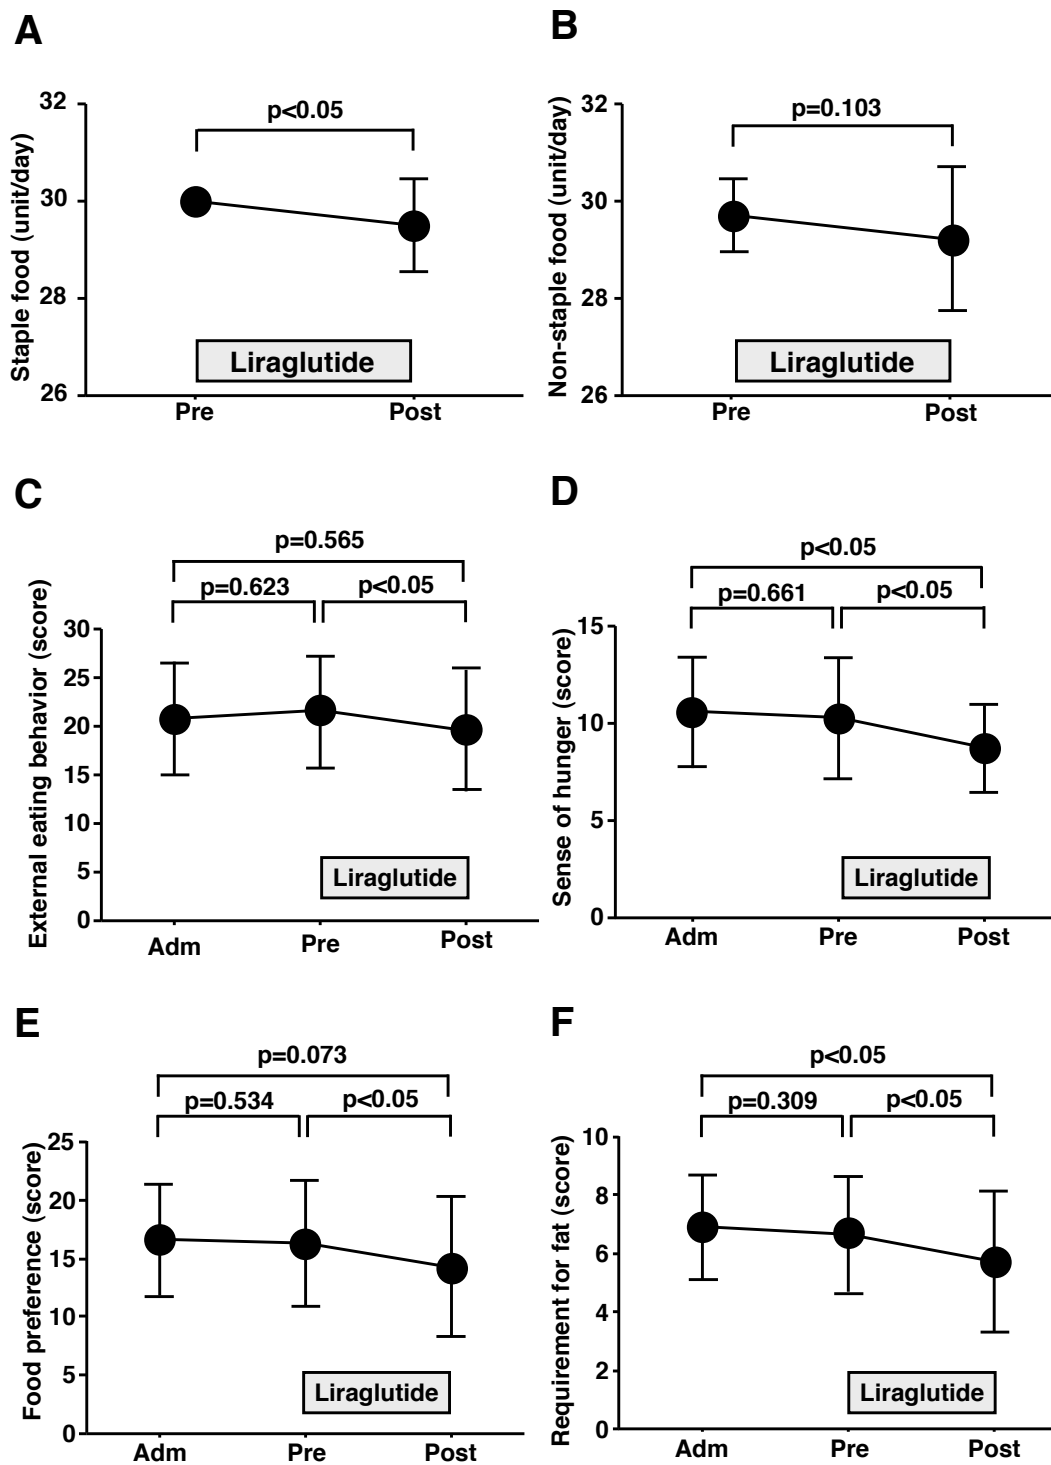 A
Staple food (unit/day)
32
30
28
26
p<0.05
Liraglutide
Pre
Post
B
Non-staple food (unit/day)
32
30
28
26
p=0.103
Liraglutide
Pre
Post
C
External eating behavior (score)
30
25
20
15
10
5
0
p=0.565
p=0.623
p<0.05
Liraglutide
Adm
Pre
Post
D
Sense of hunger (score)
15
10
5
0
p<0.05
p=0.661
p<0.05
Liraglutide
Adm
Pre
Post
E
Food preference (score)
25
20
15
10
5
0
p=0.073
p=0.534
p<0.05
Liraglutide
Adm
Pre
Post
F
Requirement for fat (score)
10
8
6
4
2
0
p<0.05
p=0.309
p<0.05
Liraglutide
Adm
Pre
Post